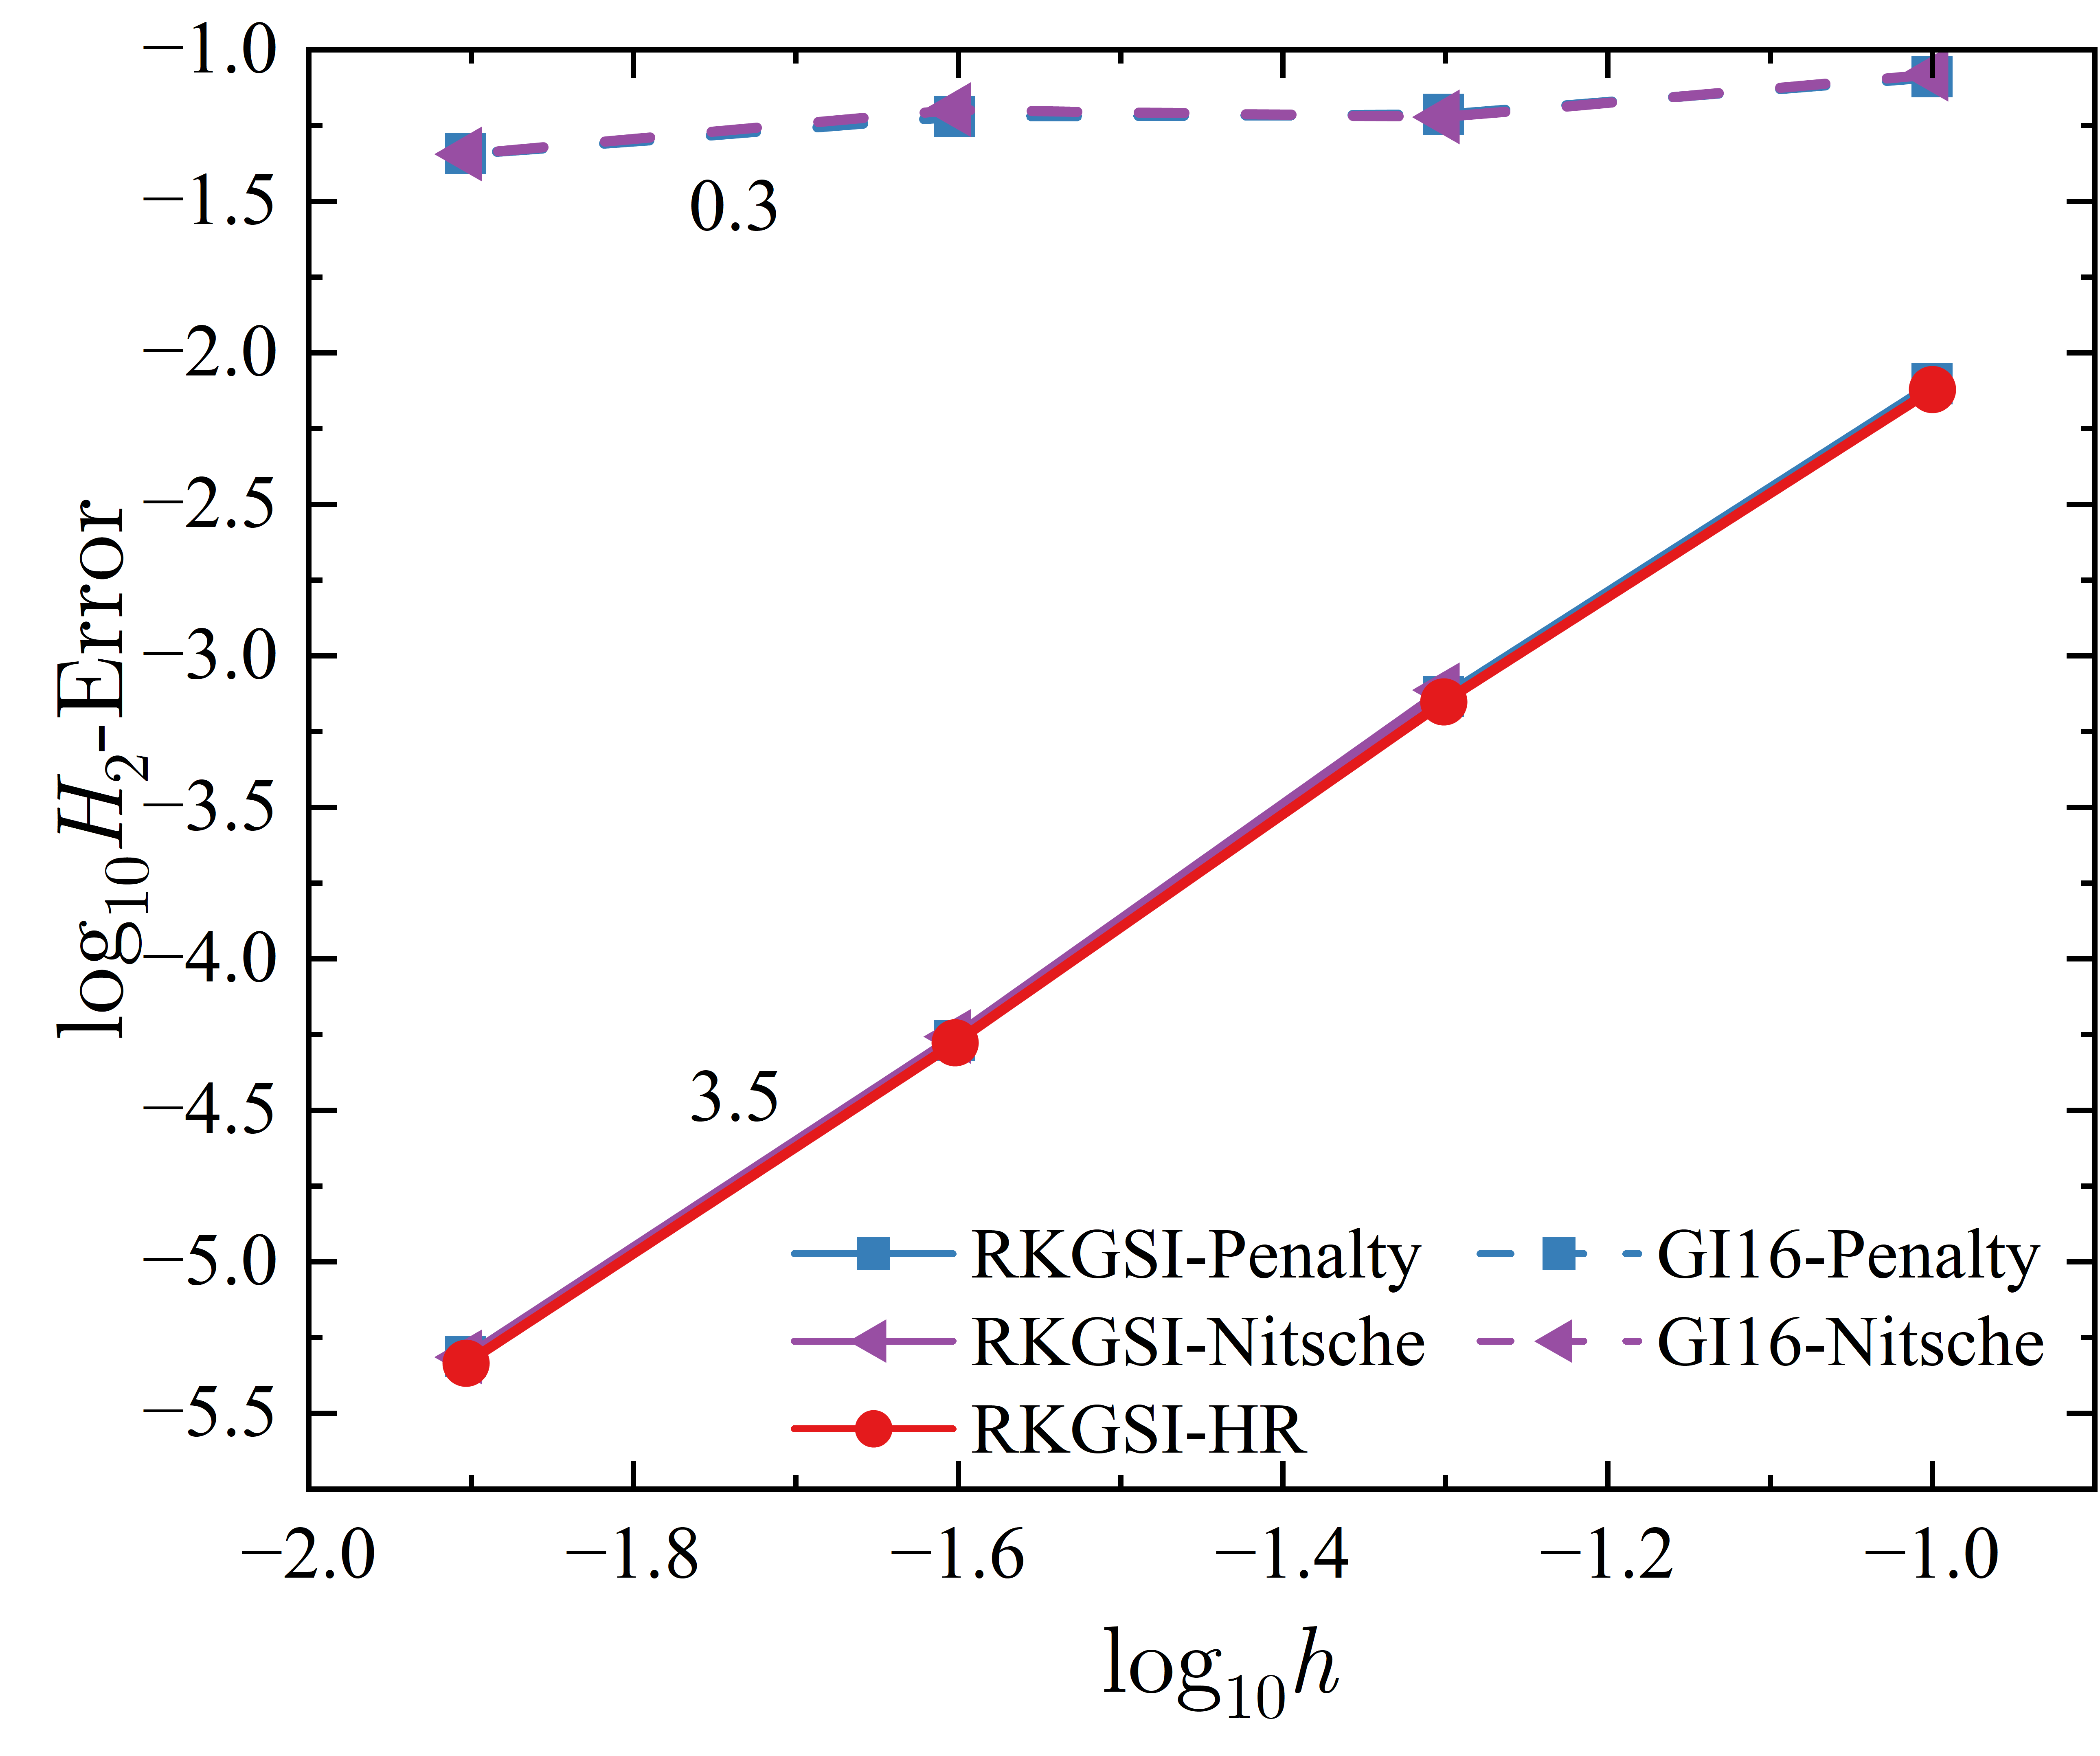 −1.0
−1.5
−2.0
−2.5
−3.0
−3.5
−4.0
−4.5
−5.0
−5.5
log₁₀H₂-Error
0.3
3.5
RKGSI-Penalty GI16-Penalty
RKGSI-Nitsche GI16-Nitsche
RKGSI-HR
−2.0 −1.8 −1.6 −1.4 −1.2 −1.0
log₁₀h